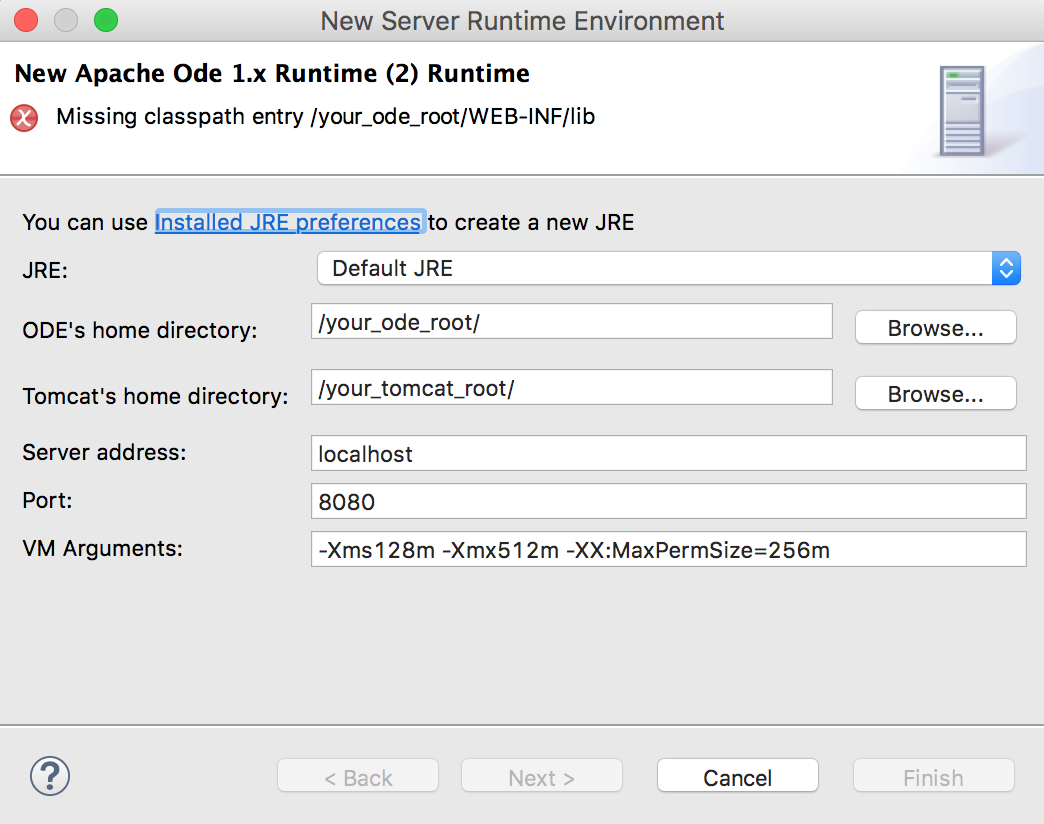 New Server Runtime Environment
New Apache Ode 1.x Runtime (2) Runtime
Missing classpath entry /your_ode_root/WEB-INF/lib
You can use Installed JRE preferences to create a new JRE
JRE: Default JRE
ODE's home directory: /your_ode_root/ Browse...
Tomcat's home directory: /your_tomcat_root/ Browse...
Server address: localhost
Port: 8080
VM Arguments: -Xms128m -Xmx512m -XX:MaxPermSize=256m
? < Back Next > Cancel Finish